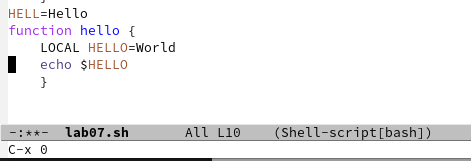 HELL=Hello
function hello {
    LOCAL HELLO=World
    echo $HELLO
    }
-:**-  lab07.sh       All L10    (Shell-script[bash])
C-x 0